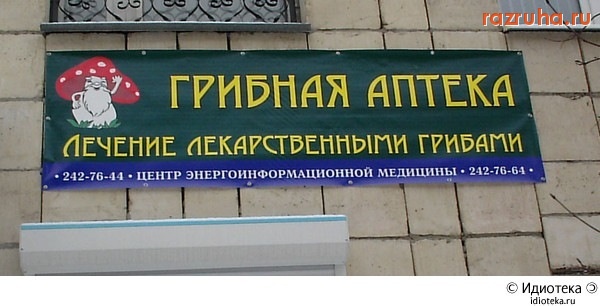 razruha.ru
ГРИБНАЯ АПТЕКА
ЛЕЧЕНИЕ ЛЕКАРСТВЕННЫМИ ГРИБАМИ
• 242-76-44 • ЦЕНТР ЭНЕРГОИНФОРМАЦИОННОЙ МЕДИЦИНЫ • 242-76-64 •
© Идиотека Э
idioteka.ru